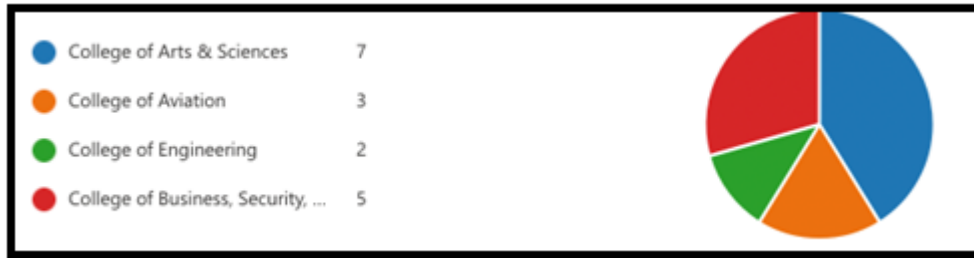 College of Arts & Sciences 7
College of Aviation 3
College of Engineering 2
College of Business, Security, ... 5